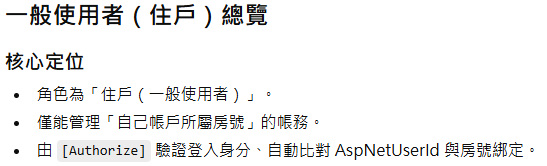 一般使用者（住戶）總覽
核心定位
• 角色為「住戶（一般使用者）」。
• 僅能管理「自己帳戶所屬房號」的帳務。
• 由 [Authorize] 驗證登入身分、自動比對 AspNetUserId 與房號綁定。